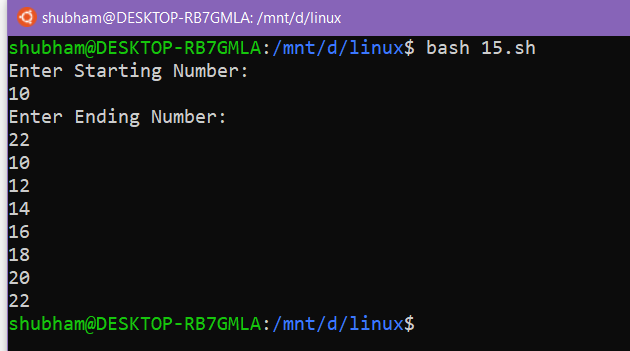 shubham@DESKTOP-RB7GMLA: /mnt/d/linux
shubham@DESKTOP-RB7GMLA:/mnt/d/linux$ bash 15.sh
Enter Starting Number:
10
Enter Ending Number:
22
10
12
14
16
18
20
22
shubham@DESKTOP-RB7GMLA:/mnt/d/linux$